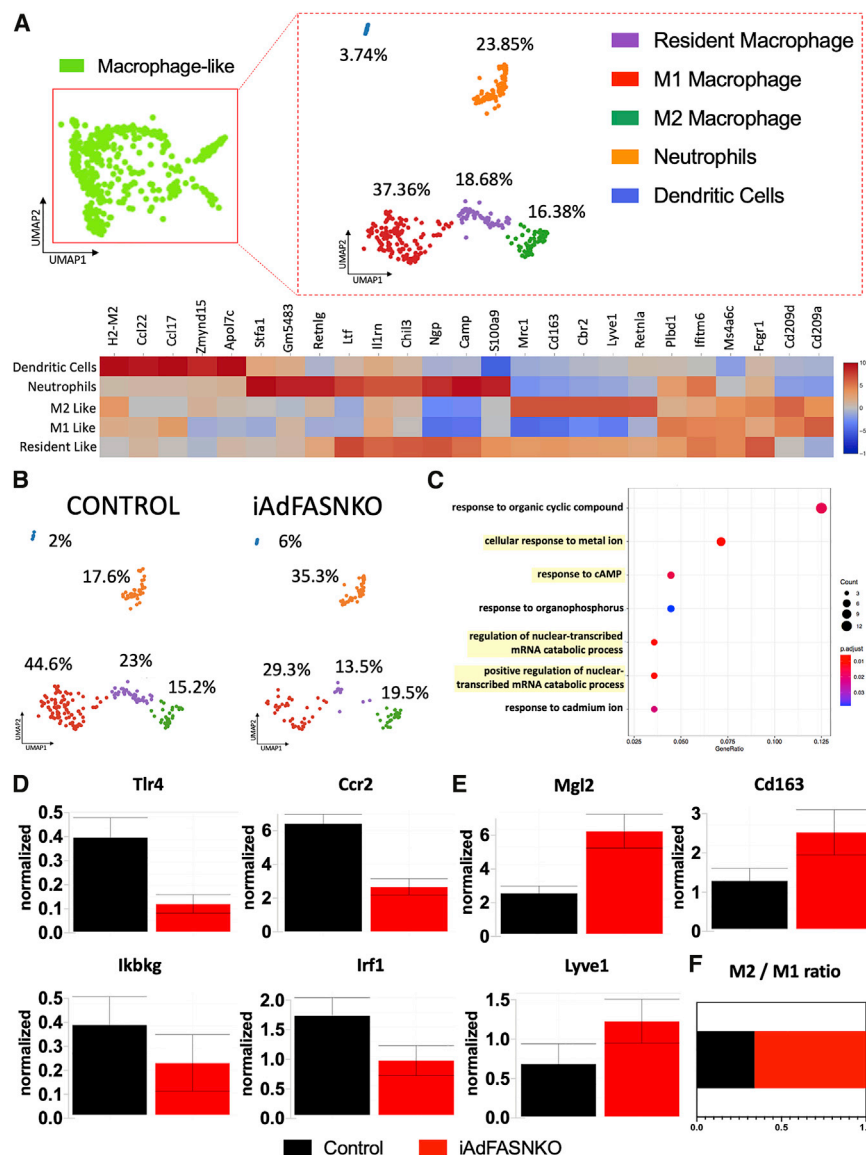 A
Macrophage-like
UMAP2
UMAP1
3.74%
23.85%
37.36%
18.68%
16.38%
UMAP2
UMAP1
Resident Macrophage
M1 Macrophage
M2 Macrophage
Neutrophils
Dendritic Cells
H2-M2
Ccl22
Ccl17
Zmynd15
Apol7c
Stfa1
Gm5483
Retnlg
Ltf
Il1rn
Chil3
Ngp
Camp
S100a9
Mrc1
Cd163
Cbr2
Lyve1
Retnla
Plbd1
Ifitm6
Ms4a6c
Fcgr1
Cd209d
Cd209a
Dendritic Cells
Neutrophils
M2 Like
M1 Like
Resident Like
10
5
0
-5
B
CONTROL
2%
17.6%
44.6%
23%
15.2%
UMAP2
UMAP1
iAdFASNKO
6%
35.3%
29.3%
13.5%
19.5%
UMAP2
UMAP1
C
response to organic cyclic compound
cellular response to metal ion
response to cAMP
response to organophosphorus
regulation of nuclear-transcribed
mRNA catabolic process
positive regulation of nuclear-
transcribed mRNA catabolic process
response to cadmium ion
0.025
0.050
0.075
0.100
0.125
GeneRatio
Count
3
6
9
12
p.adjust
0.01
0.02
0.03
D
Tlr4
normalized
0.5
0.4
0.3
0.2
0.1
0.0
Ccr2
normalized
6
4
2
0
E
Mgl2
normalized
6
4
2
0
Cd163
normalized
3
2
1
0
Ikbkg
normalized
0.5
0.4
0.3
0.2
0.1
0.0
Irf1
normalized
2.0
1.5
1.0
0.5
0.0
Lyve1
normalized
1.5
1.0
0.5
0.0
F
M2 / M1 ratio
0.0
0.5
Control
iAdFASNKO